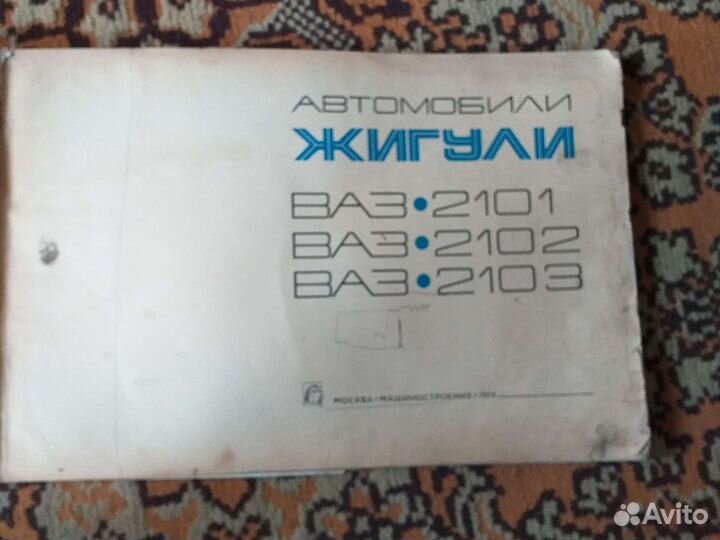 АВТОМОБИЛИ
ЖИГУЛИ
ВАЗ•2101
ВАЗ•2102
ВАЗ•2103
МОСКВА • МАШИНОСТРОЕНИЕ •
Avito